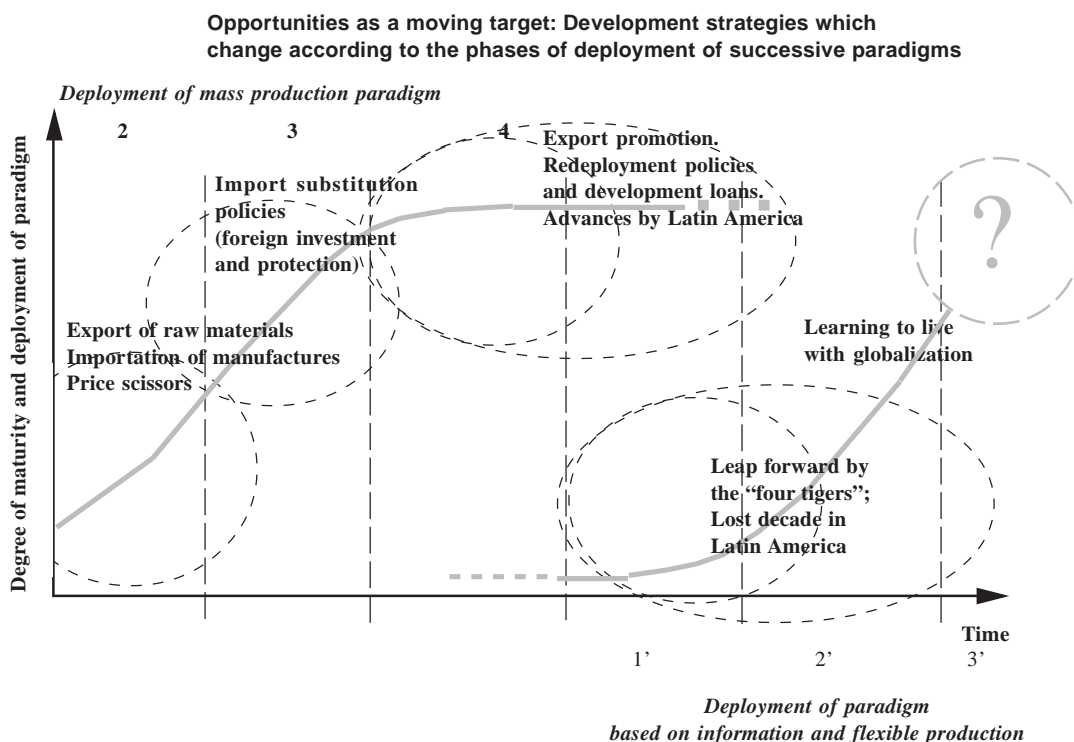 Opportunities as a moving target: Development strategies which
change according to the phases of deployment of successive paradigms
Deployment of mass production paradigm
2
3
4
Export promotion.
Redeployment policies
and development loans.
Advances by Latin America
Import substitution
policies
(foreign investment
and protection)
?
Export of raw materials
Importation of manufactures
Price scissors
Learning to live
with globalization
Leap forward by
the “four tigers”;
Lost decade in
Latin America
Degree of maturity and deployment of paradigm
Time
1’
2’
3’
Deployment of paradigm
based on information and flexible production